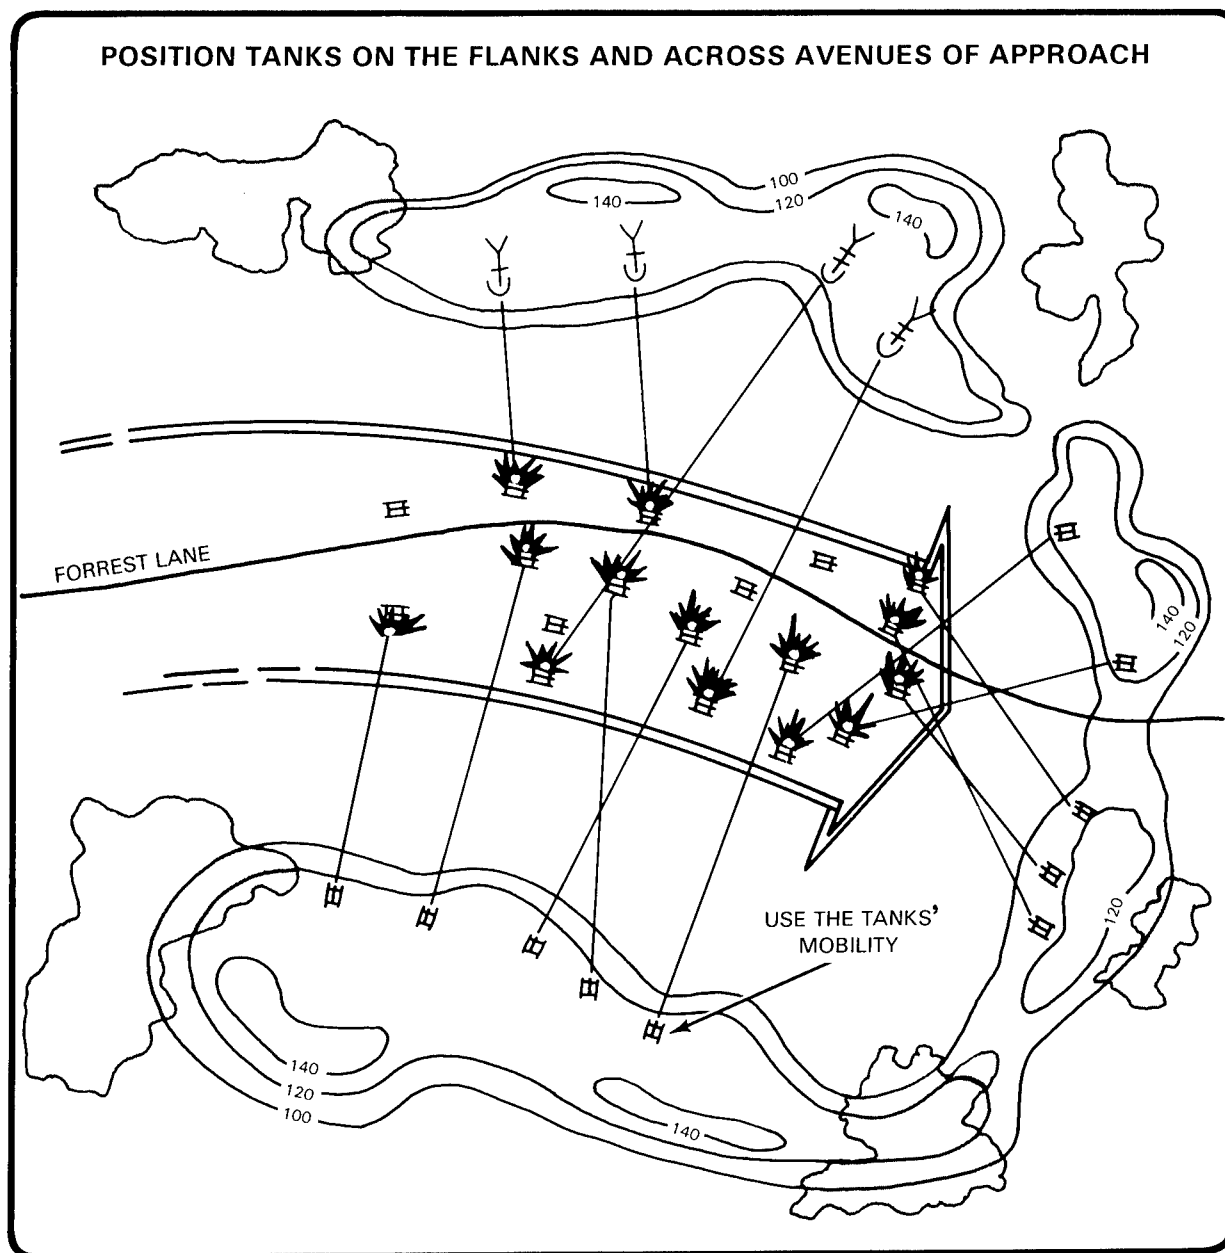 POSITION TANKS ON THE FLANKS AND ACROSS AVENUES OF APPROACH
100
120
140
140
FORREST LANE
140
120
USE THE TANKS'
MOBILITY
120
140
120
100
140